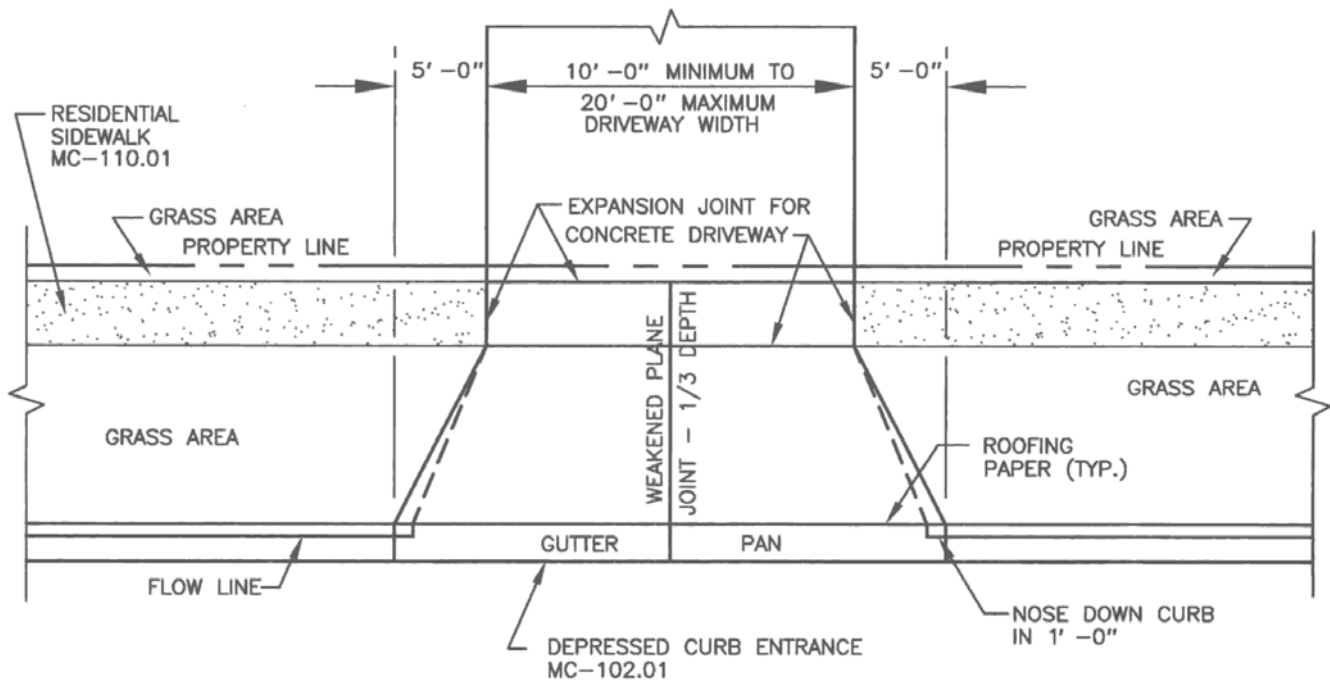 5'-0"
10'-0" MINIMUM TO
20'-0" MAXIMUM
DRIVEWAY WIDTH
5'-0"
RESIDENTIAL
SIDEWALK
MC-110.01
GRASS AREA
PROPERTY LINE
EXPANSION JOINT FOR
CONCRETE DRIVEWAY
GRASS AREA
PROPERTY LINE
WEAKENED PLANE
JOINT - 1/3 DEPTH
GRASS AREA
GRASS AREA
ROOFING
PAPER (TYP.)
GUTTER PAN
FLOW LINE
NOSE DOWN CURB
IN 1'-0"
DEPRESSED CURB ENTRANCE
MC-102.01